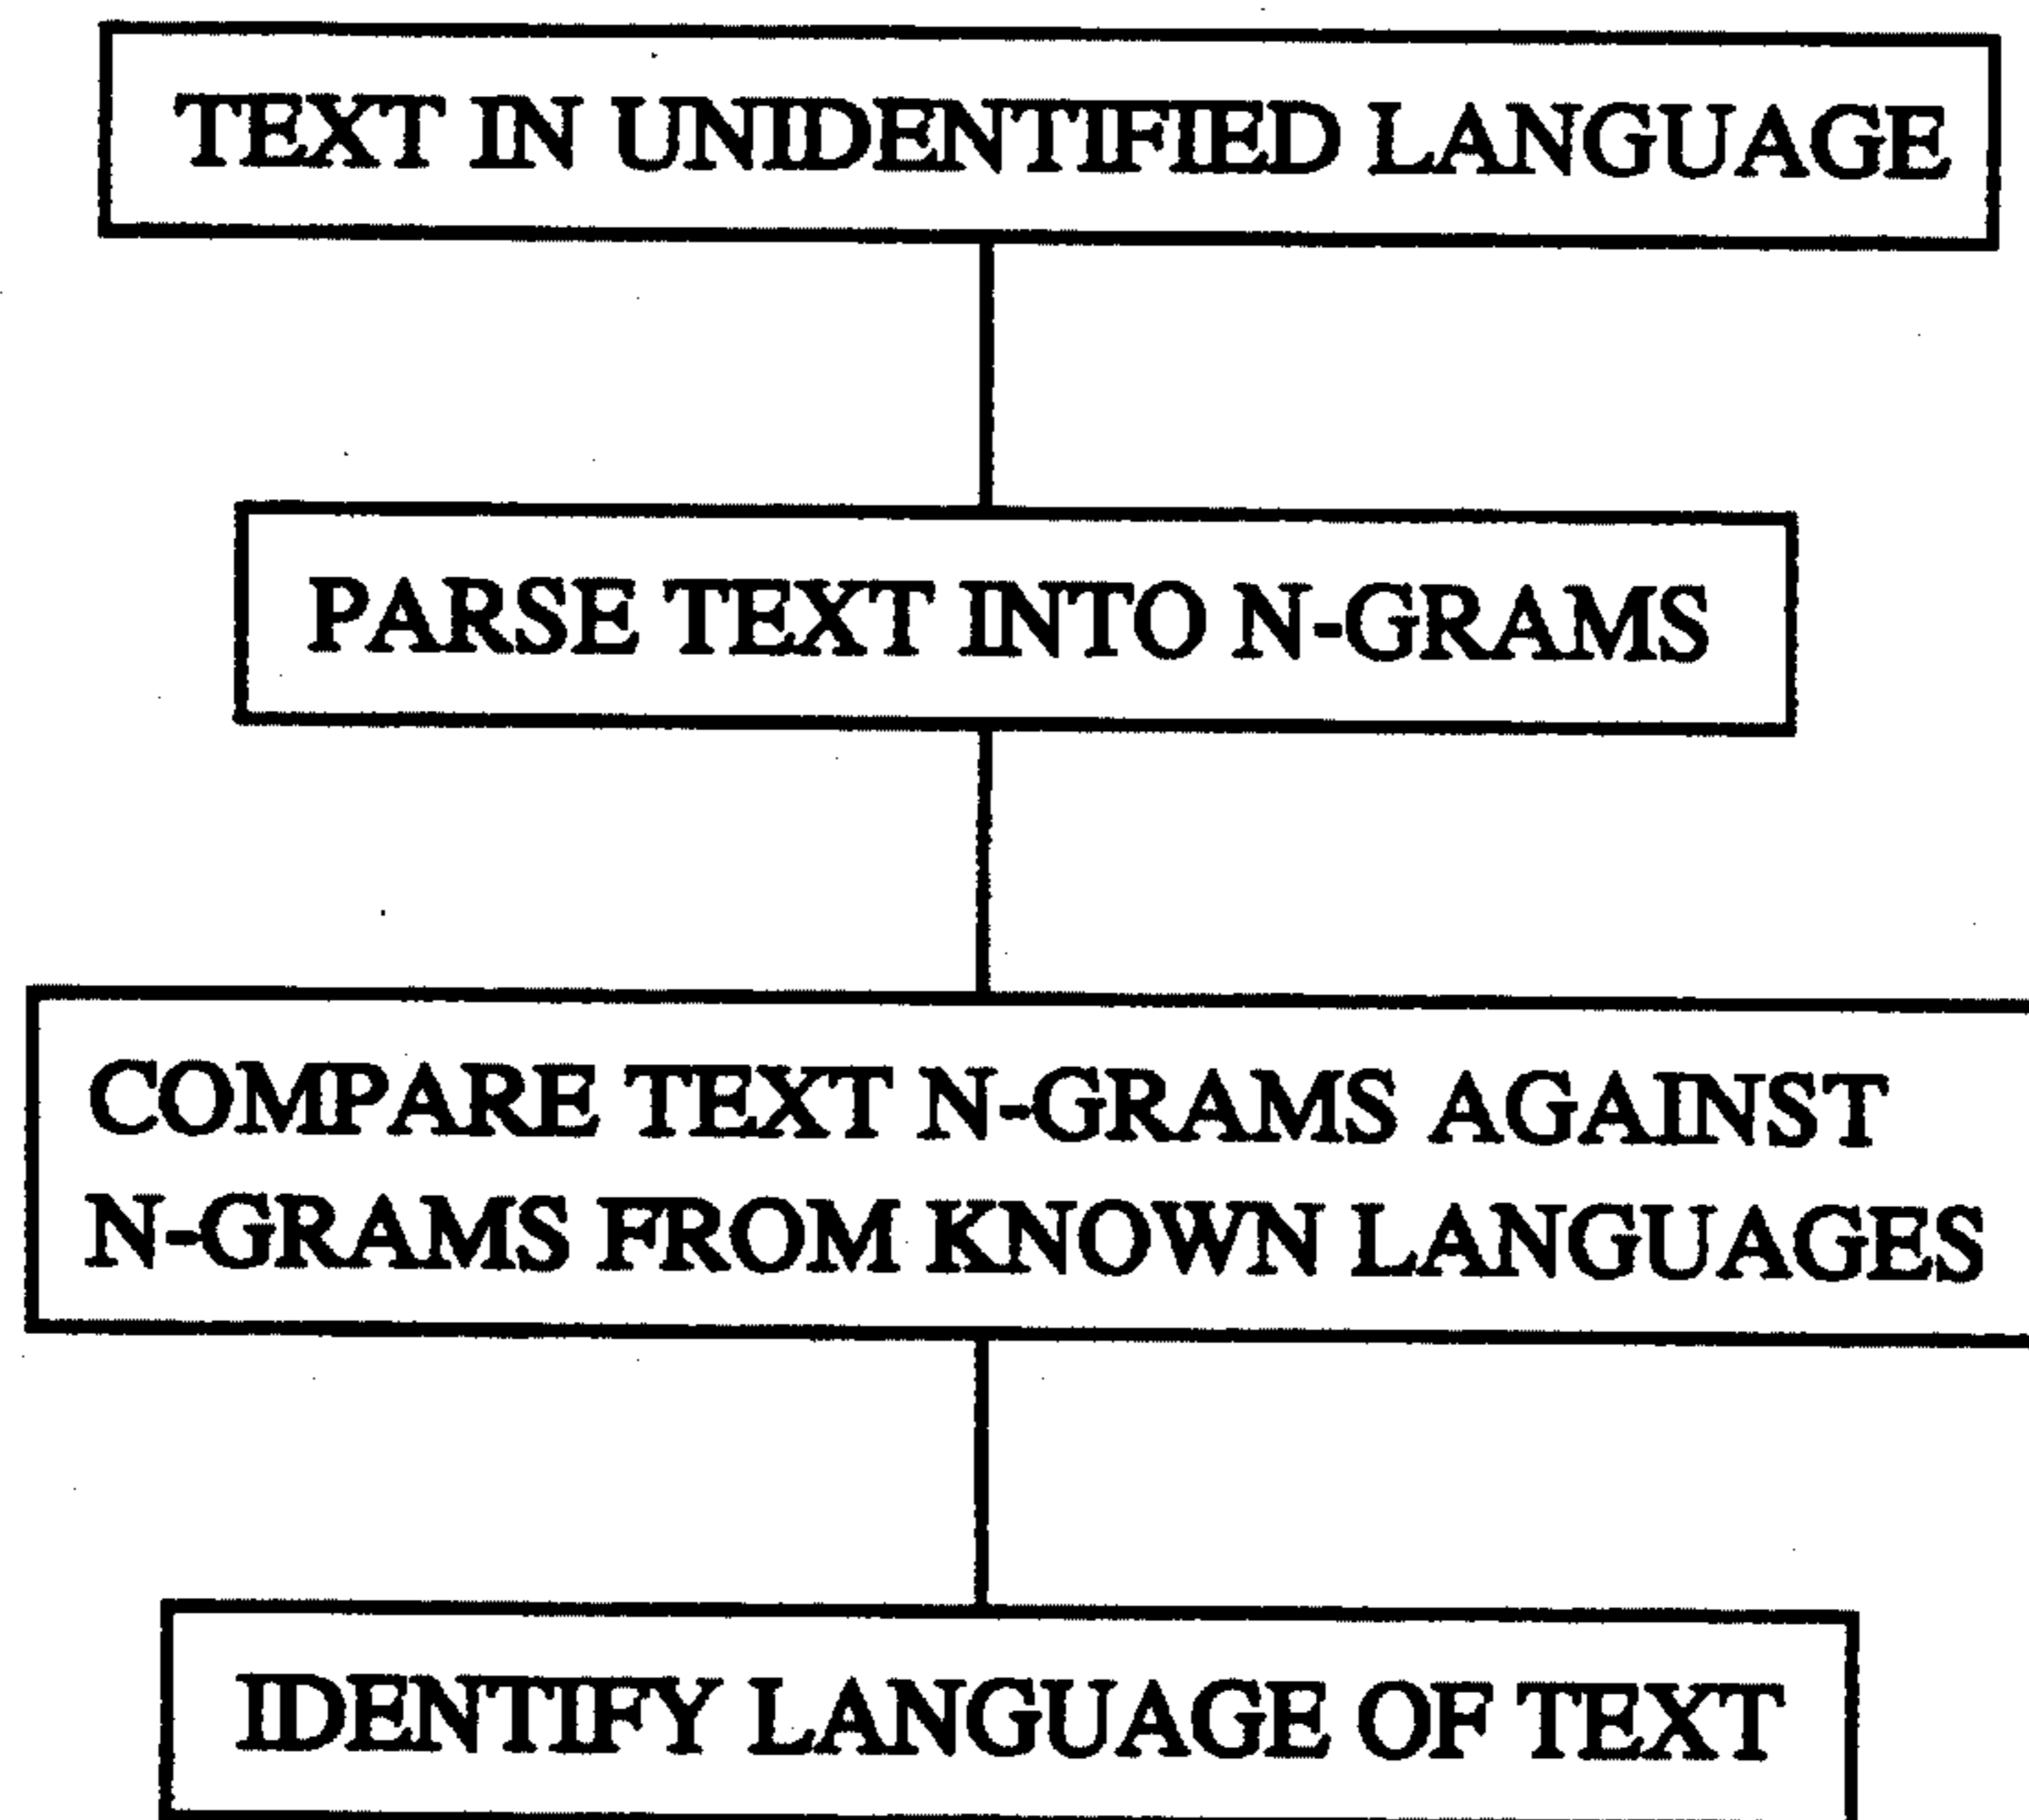 TEXT IN UNIDENTIFIED LANGUAGE
PARSE TEXT INTO N-GRAMS
COMPARE TEXT N-GRAMS AGAINST
N-GRAMS FROM KNOWN LANGUAGES
IDENTIFY LANGUAGE OF TEXT